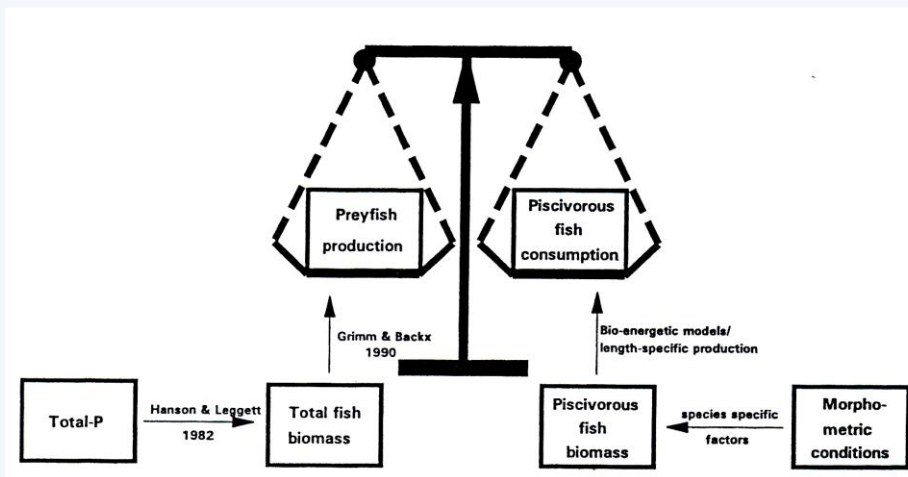 Preyfish
production
Piscivorous
fish
consumption
Grimm & Backx
1990
Bio-energetic models/
length-specific production
Total-P
Hanson & Leggett
1982
Total fish
biomass
Piscivorous
fish
biomass
species specific
factors
Morpho-
metric
conditions